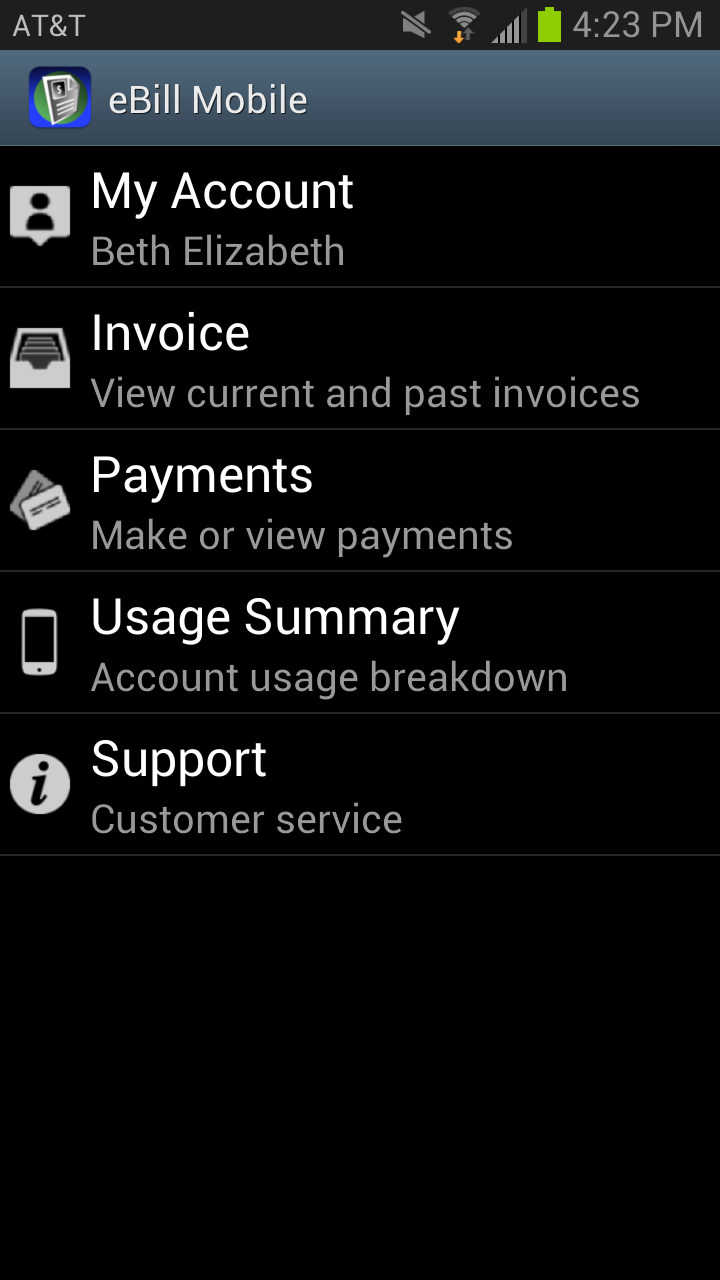 AT&T 4:23 PM
eBill Mobile
My Account
Beth Elizabeth
Invoice
View current and past invoices
Payments
Make or view payments
Usage Summary
Account usage breakdown
Support
Customer service